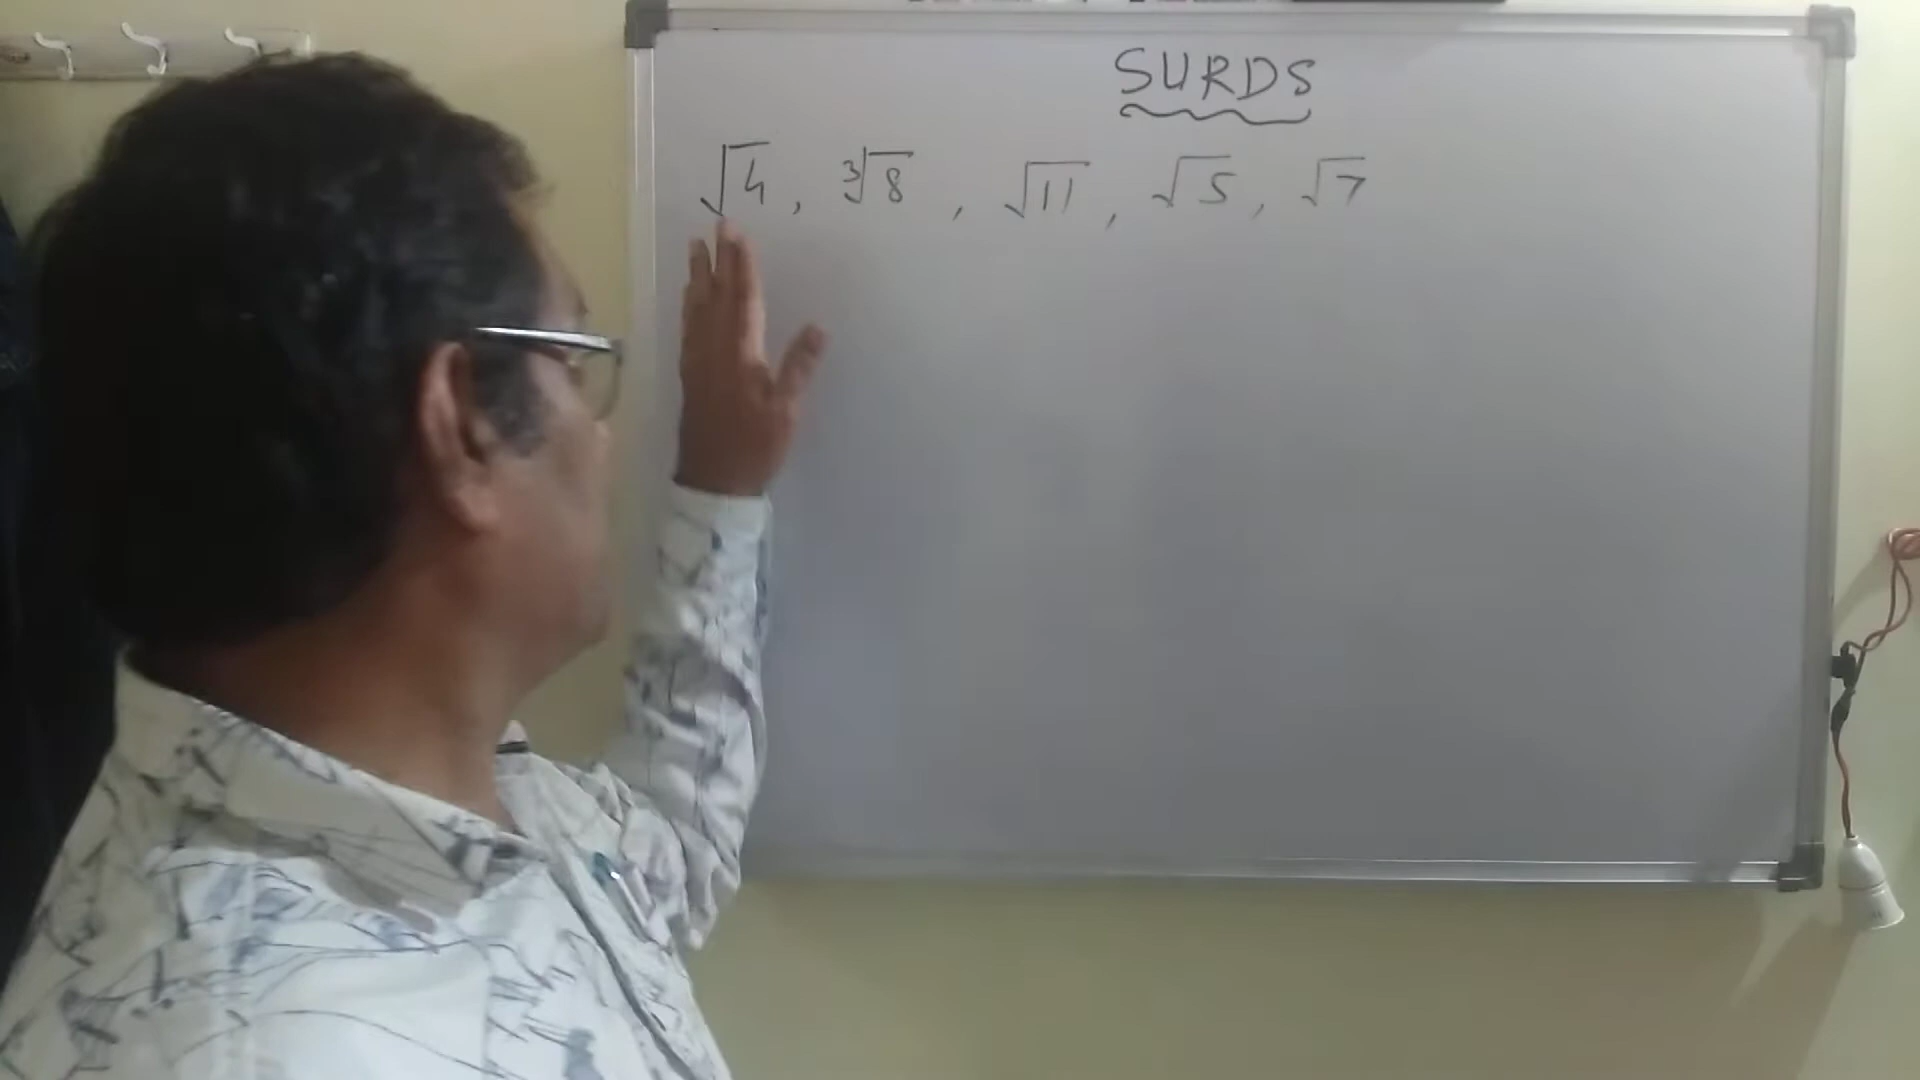 SURDS
√4, ∛8, √11, √5, √7